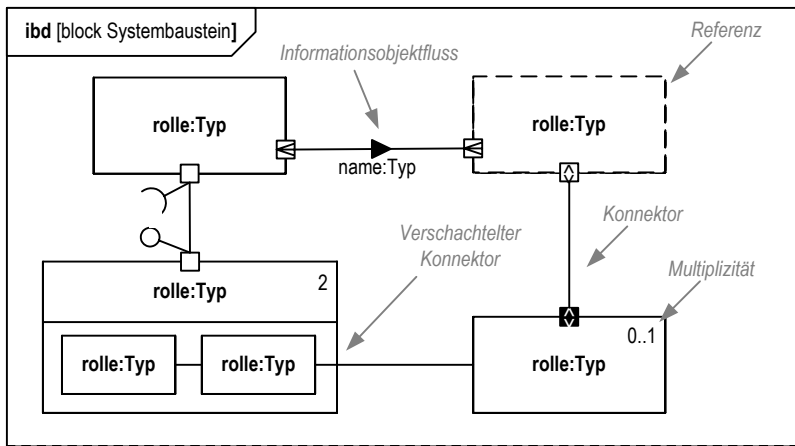 ibd [block Systembaustein]
Informationsobjektfluss
Referenz
rolle:Typ
rolle:Typ
name:Typ
Verschachtelter
Konnektor
Konnektor
Multiplizität
rolle:Typ
2
0..1
rolle:Typ
rolle:Typ
rolle:Typ